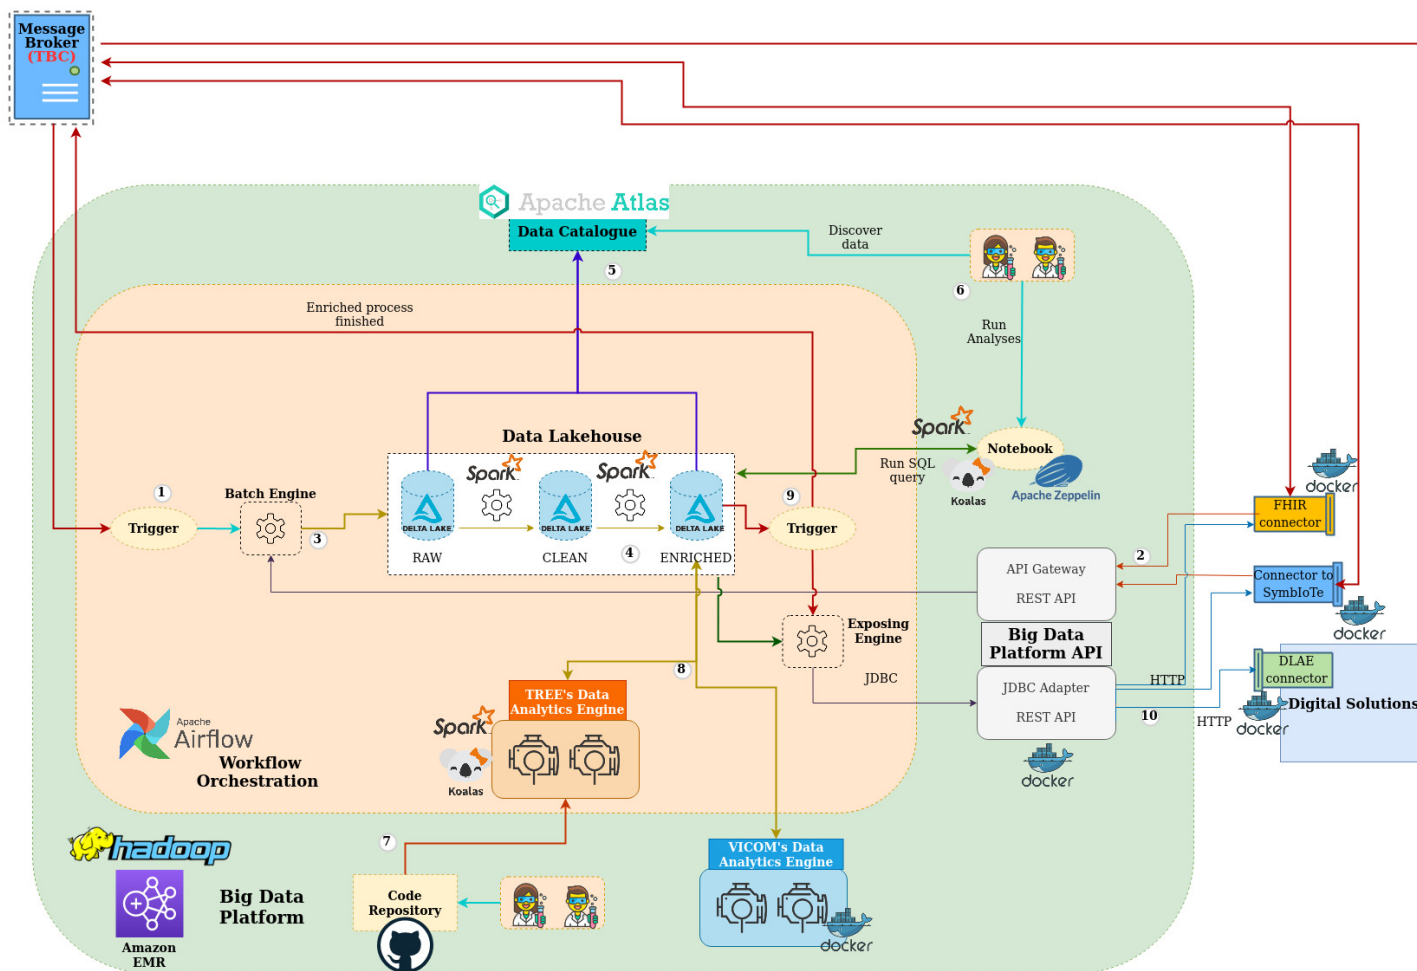 Message
Broker
(TBC)
Apache Atlas
Data Catalogue
Discover
data
5
6
Enriched process
finished
Run
Analyses
Data Lakehouse
Spark
Notebook
Run SQL
query
Koalas
Apache Zeppelin
docker
1
Batch Engine
Spark
Spark
9
Trigger
3
DELTA LAKE
DELTA LAKE
DELTA LAKE
Trigger
FHIR
connector
RAW
CLEAN
4
ENRICHED
2
API Gateway
REST API
Connector to
SymbIoTe
docker
Exposing
Engine
Big Data
Platform API
8
JDBC
JDBC Adapter
REST API
HTTP
10
HTTP
DLAE
connector
docker
Digital Solutions
TREE's Data
Analytics Engine
Spark
Koalas
Apache
Airflow
Workflow
Orchestration
docker
7
hadoop
VICOM's Data
Analytics Engine
docker
Big Data
Platform
Code
Repository
Amazon
EMR